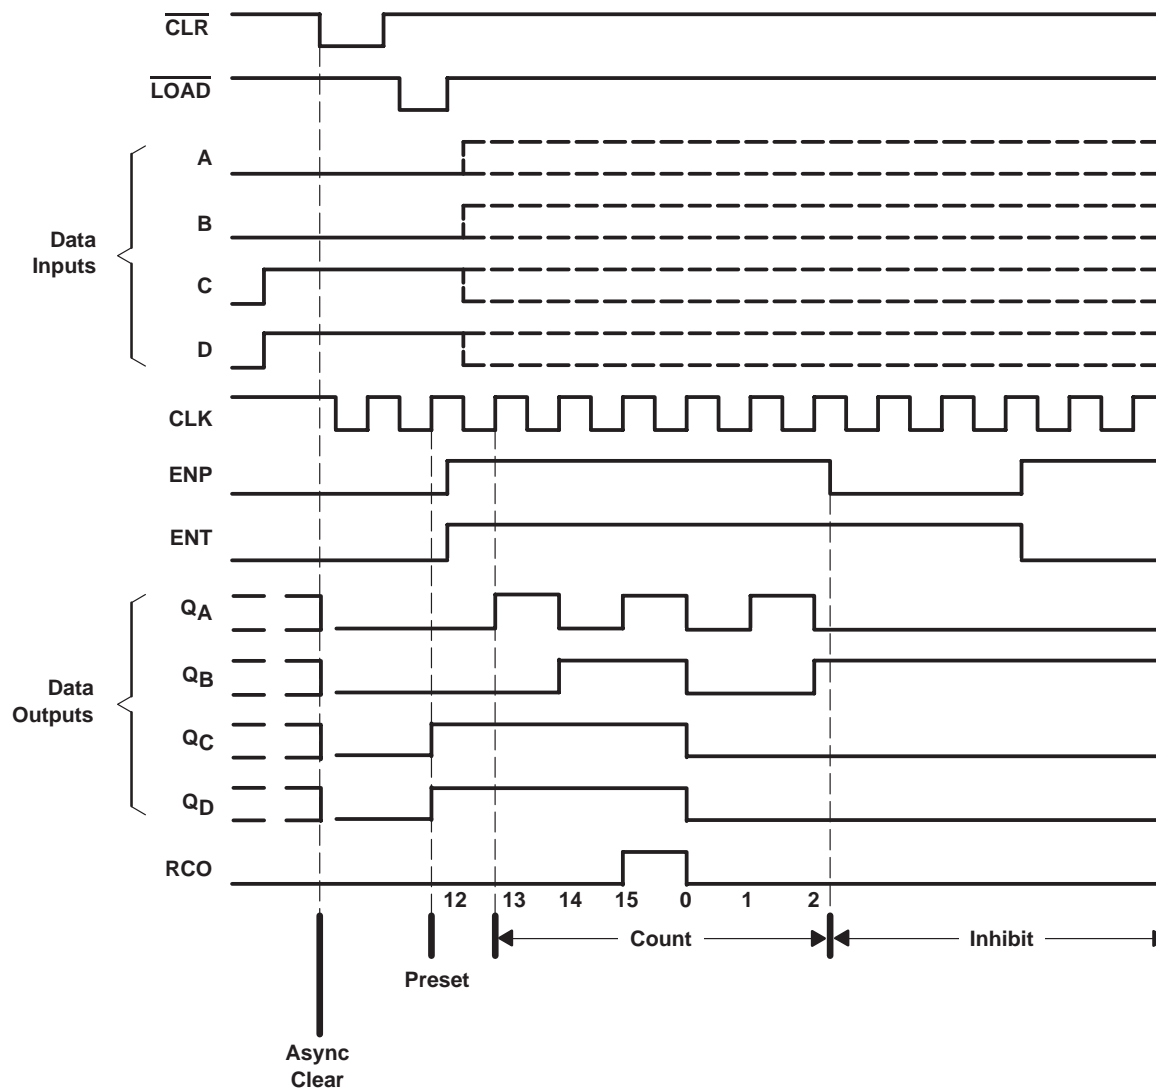 CLR
LOAD
A
B
Data
Inputs
C
D
CLK
ENP
ENT
QA
QB
Data
Outputs
QC
QD
RCO
12 13 14 15 0 1 2
Count Inhibit
Preset
Async
Clear